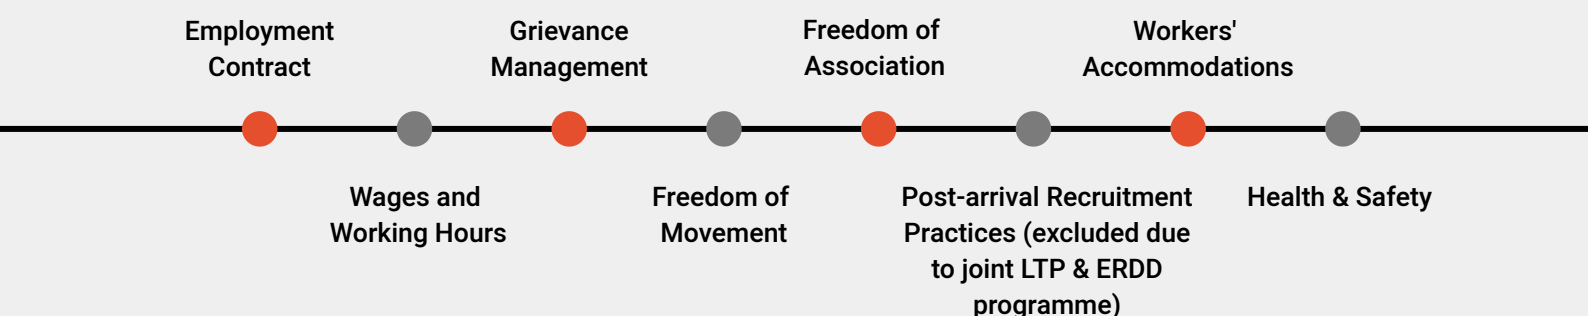 Employment
Contract
Wages and
Working Hours
Grievance
Management
Freedom of
Movement
Freedom of
Association
Post-arrival Recruitment
Practices (excluded due
to joint LTP & ERDD
programme)
Workers'
Accommodations
Health & Safety